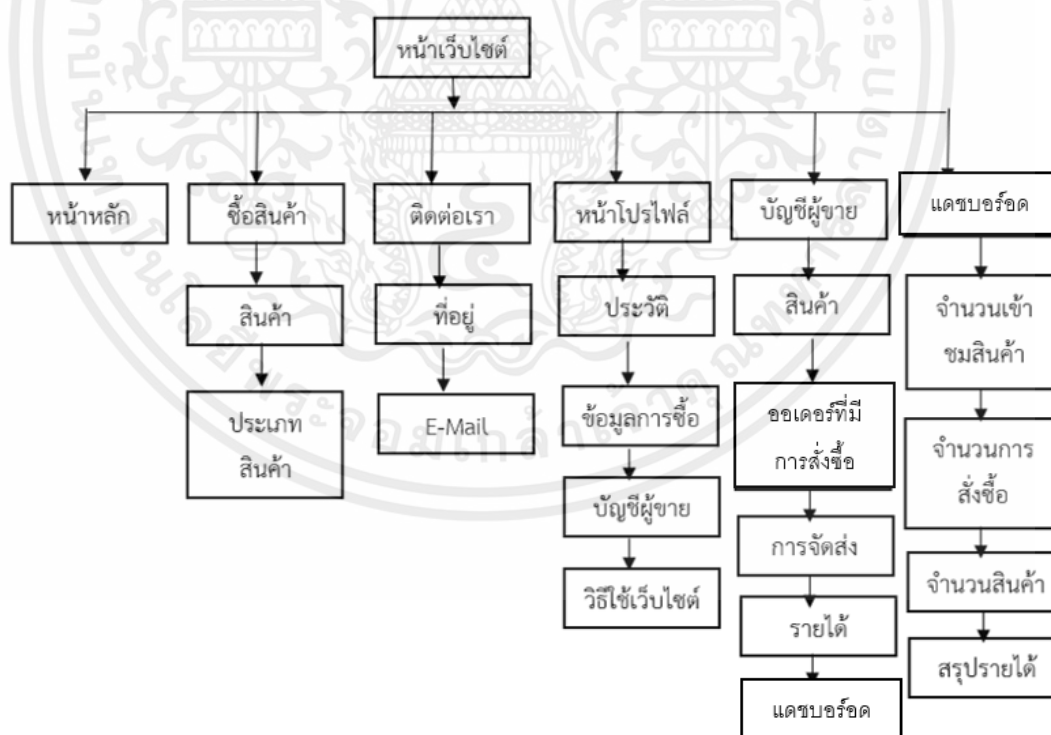 หน้าเว็บไซต์
หน้าหลัก
ซื้อสินค้า
ติดต่อเรา
หน้าโปรไฟล์
บัญชีผู้ขาย
แดชบอร์อด
สินค้า
ที่อยู่
ประวัติ
สินค้า
จำนวนเข้า
ชมสินค้า
ประเภท
สินค้า
E-Mail
ข้อมูลการซื้อ
ออเดอร์ที่มี
การสั่งซื้อ
จำนวนการ
สั่งซื้อ
บัญชีผู้ขาย
การจัดส่ง
จำนวนสินค้า
วิธีใช้เว็บไซต์
รายได้
สรุปรายได้
แดชบอร์อด